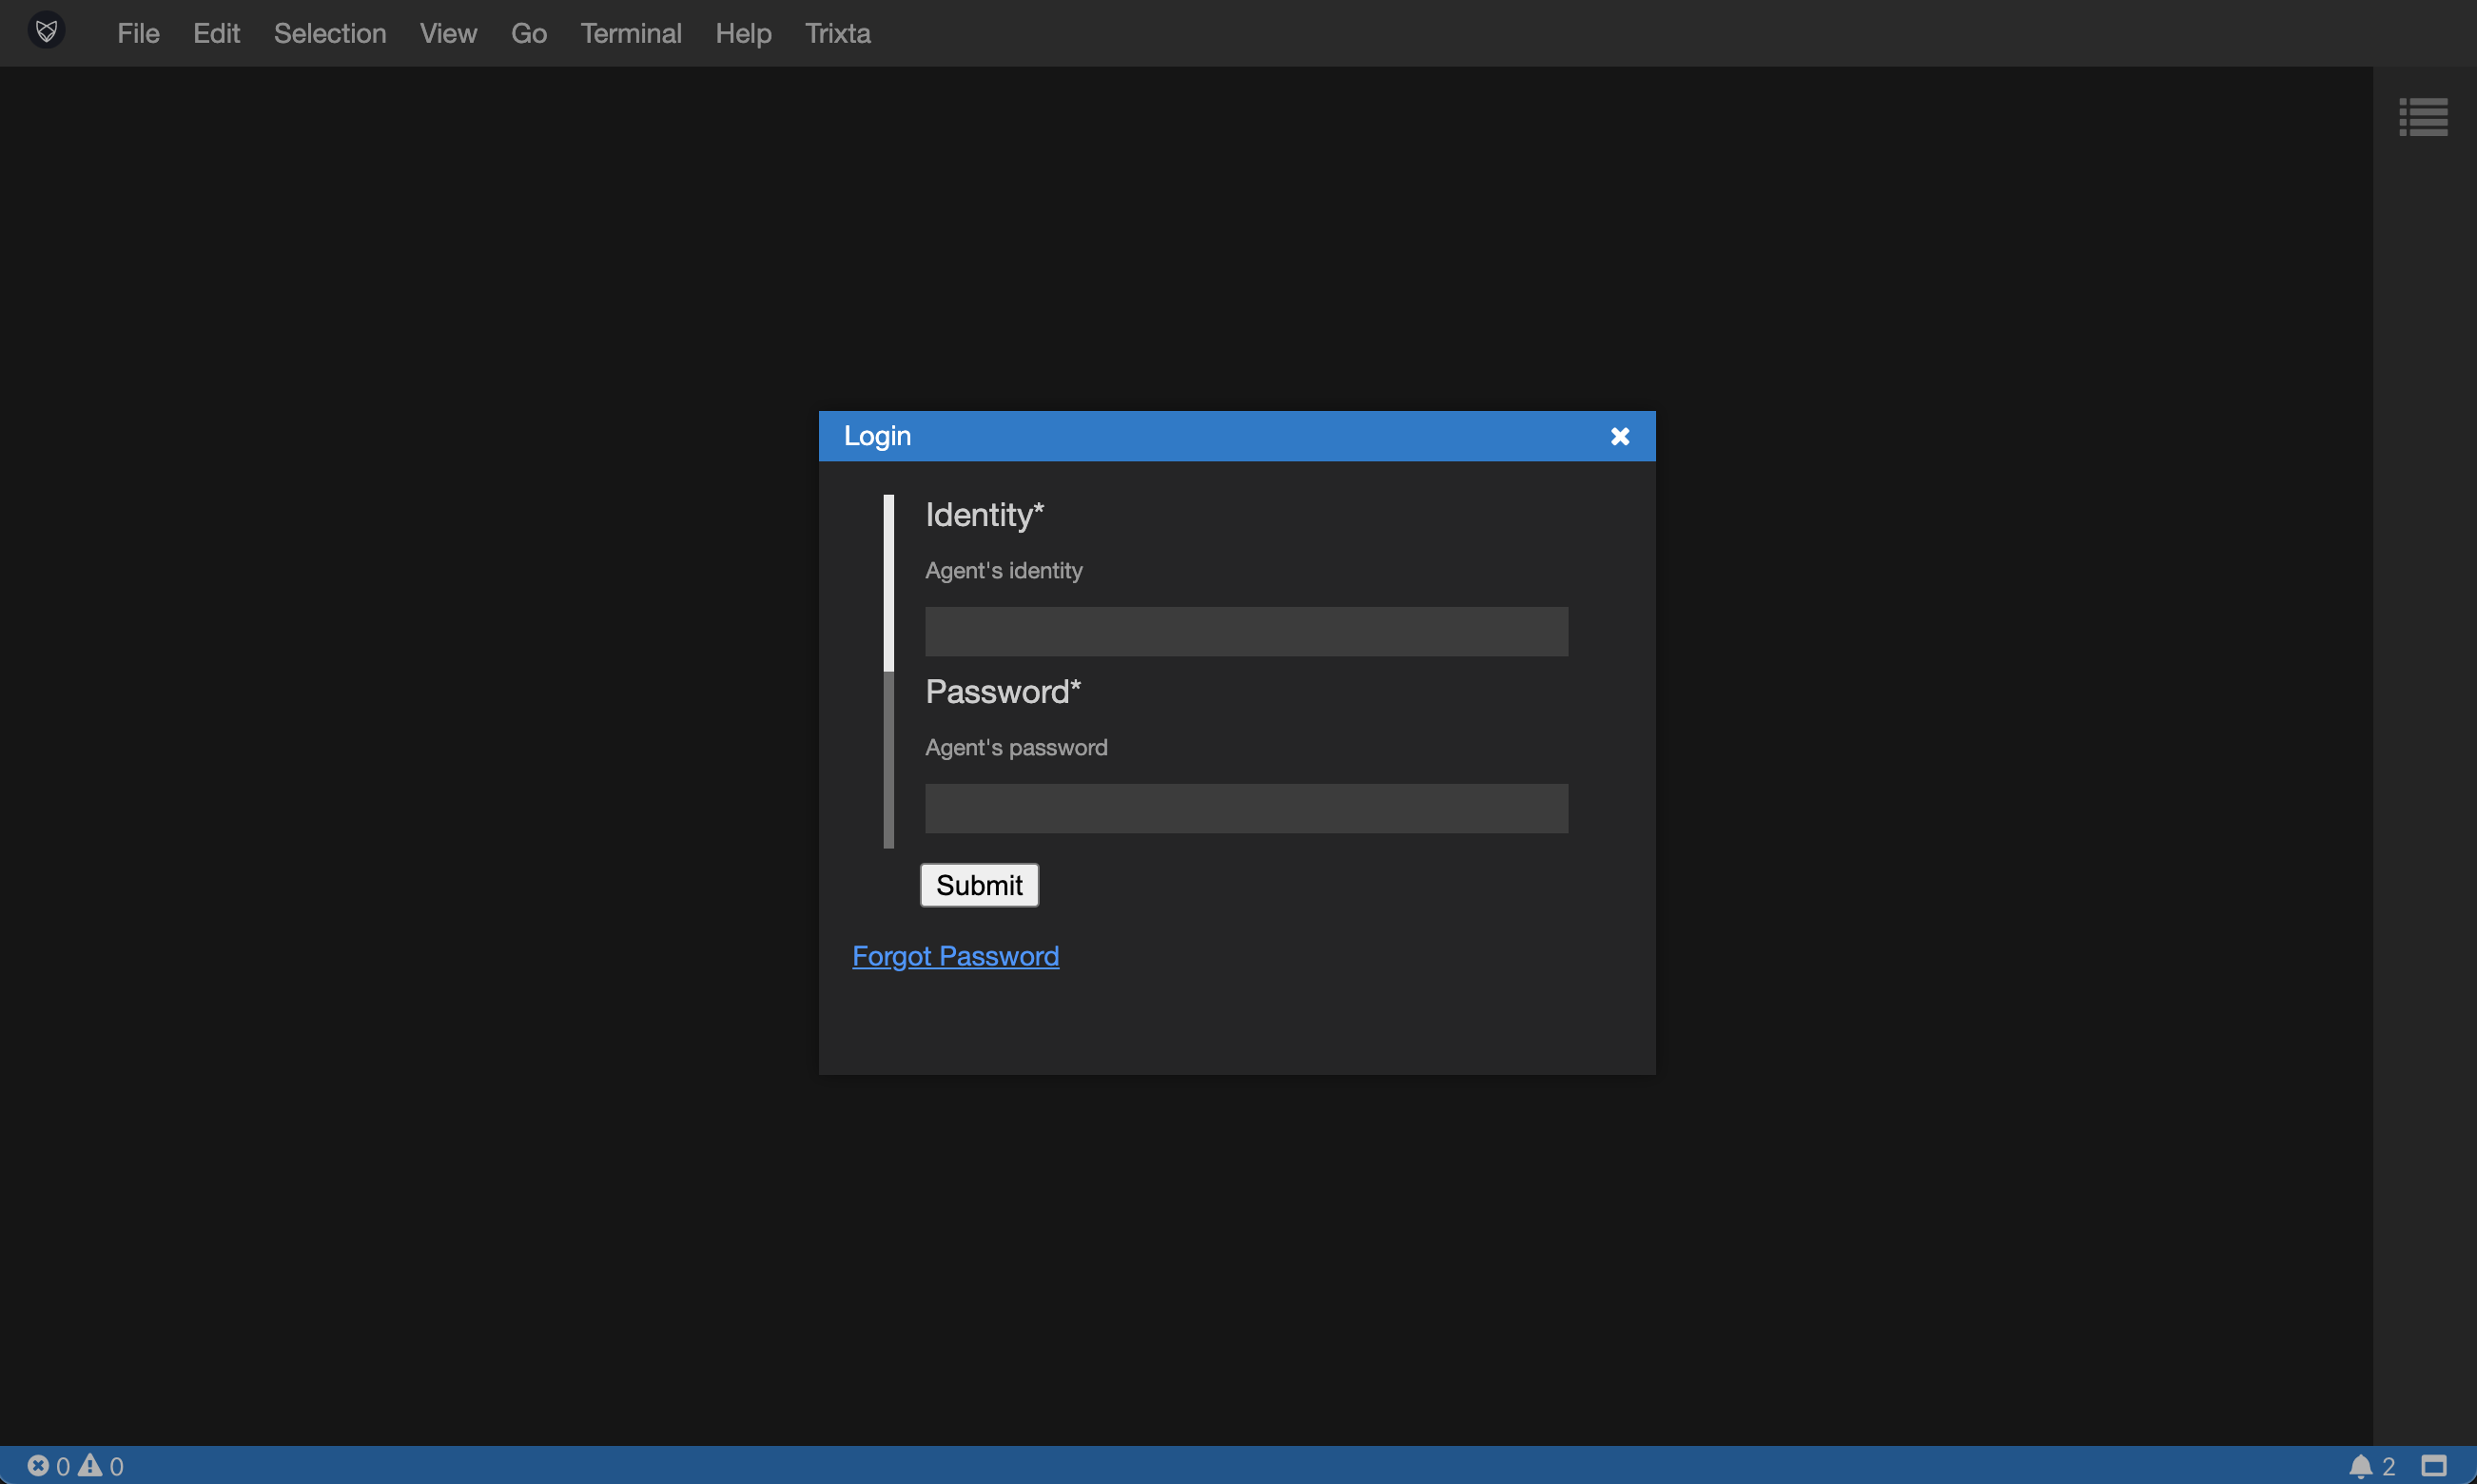 File Edit Selection View Go Terminal Help Trixta
Login
Identity*
Agent's identity
Password*
Agent's password
Submit
Forgot Password
0 0 2